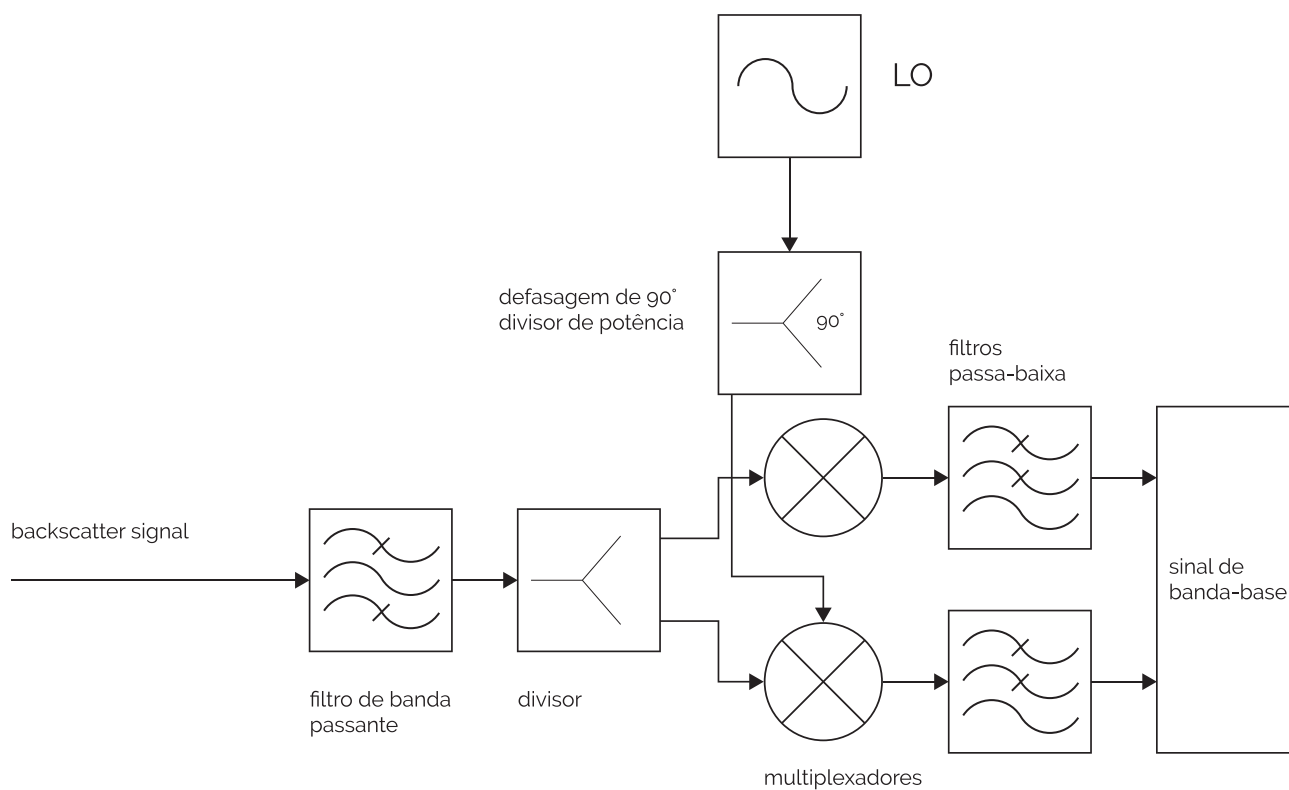 LO
defasagem de 90°
divisor de potência
90°
filtros
passa-baixa
backscatter signal
sinal de
banda-base
filtro de banda
passante
divisor
multiplexadores